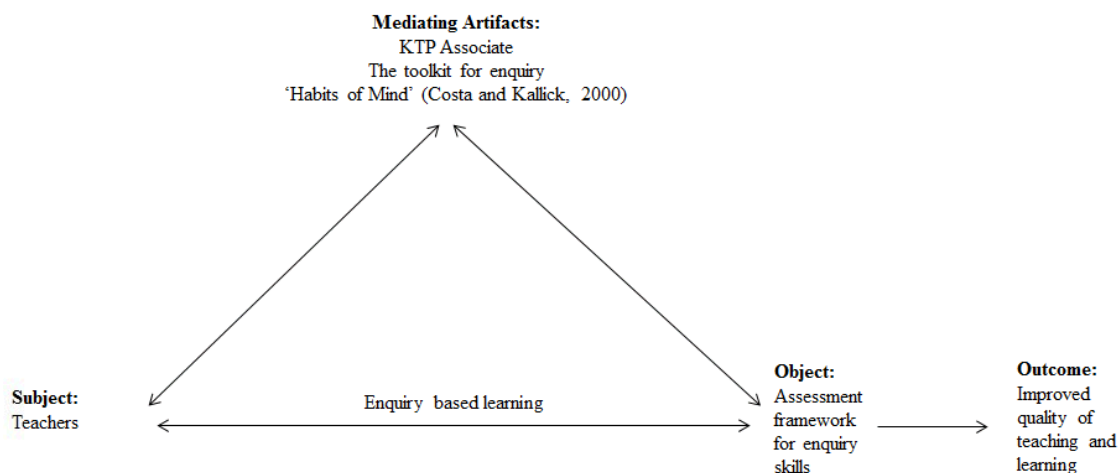 Mediating Artifacts:
KTP Associate
The toolkit for enquiry
‘Habits of Mind’ (Costa and Kallick, 2000)
Subject:
Teachers
Enquiry based learning
Object:
Assessment
framework
for enquiry
skills
Outcome:
Improved
quality of
teaching and
learning